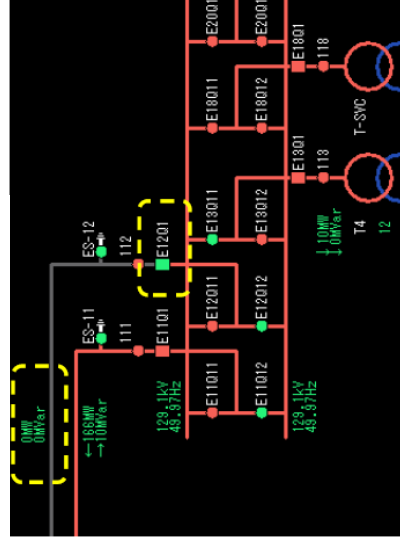 E20Q11
E20Q12
E18Q1
118
E18Q11
E18Q12
T-SVC
E13Q1
113
E13Q11
E13Q12
↓10MW
↓0MVar
T4
12
ES-12
112
E12Q1
E12Q11
E12Q12
ES-11
111
E11Q1
E11Q11
E11Q12
0MW
0MVar
←166MW
→10MVar
129.1kV
49.97Hz
129.1kV
49.97Hz